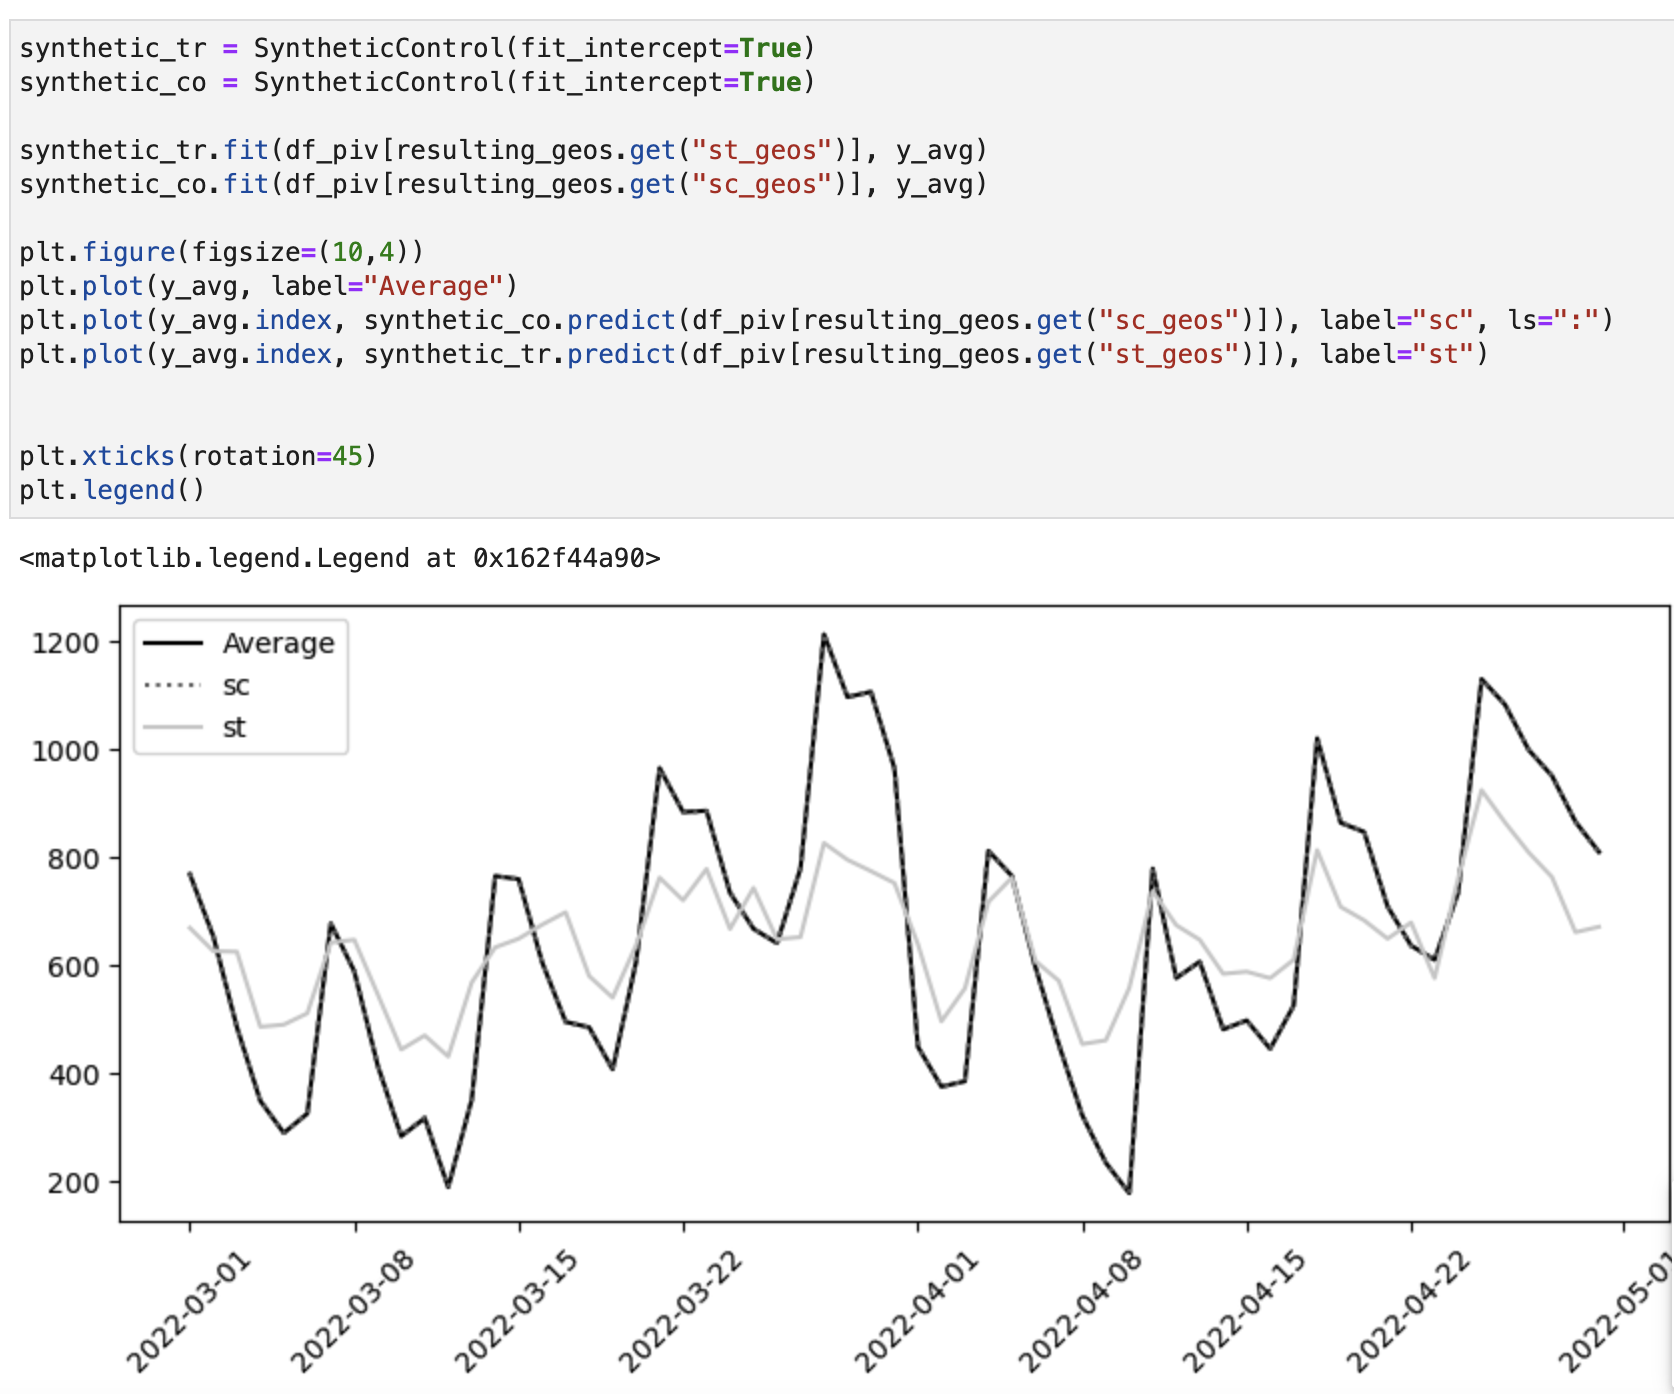 synthetic_tr = SyntheticControl(fit_intercept=True)
synthetic_co = SyntheticControl(fit_intercept=True)
synthetic_tr.fit(df_piv[resulting_geos.get("st_geos")], y_avg)
synthetic_co.fit(df_piv[resulting_geos.get("sc_geos")], y_avg)
plt.figure(figsize=(10,4))
plt.plot(y_avg, label="Average")
plt.plot(y_avg.index, synthetic_co.predict(df_piv[resulting_geos.get("sc_geos")]), label="sc", ls=":")
plt.plot(y_avg.index, synthetic_tr.predict(df_piv[resulting_geos.get("st_geos")]), label="st")
plt.xticks(rotation=45)
plt.legend()
<matplotlib.legend.Legend at 0x162f44a90>
Average
sc
st
1200
1000
800
600
400
200
2022-03-01
2022-03-08
2022-03-15
2022-03-22
2022-04-01
2022-04-08
2022-04-15
2022-04-22
2022-05-01